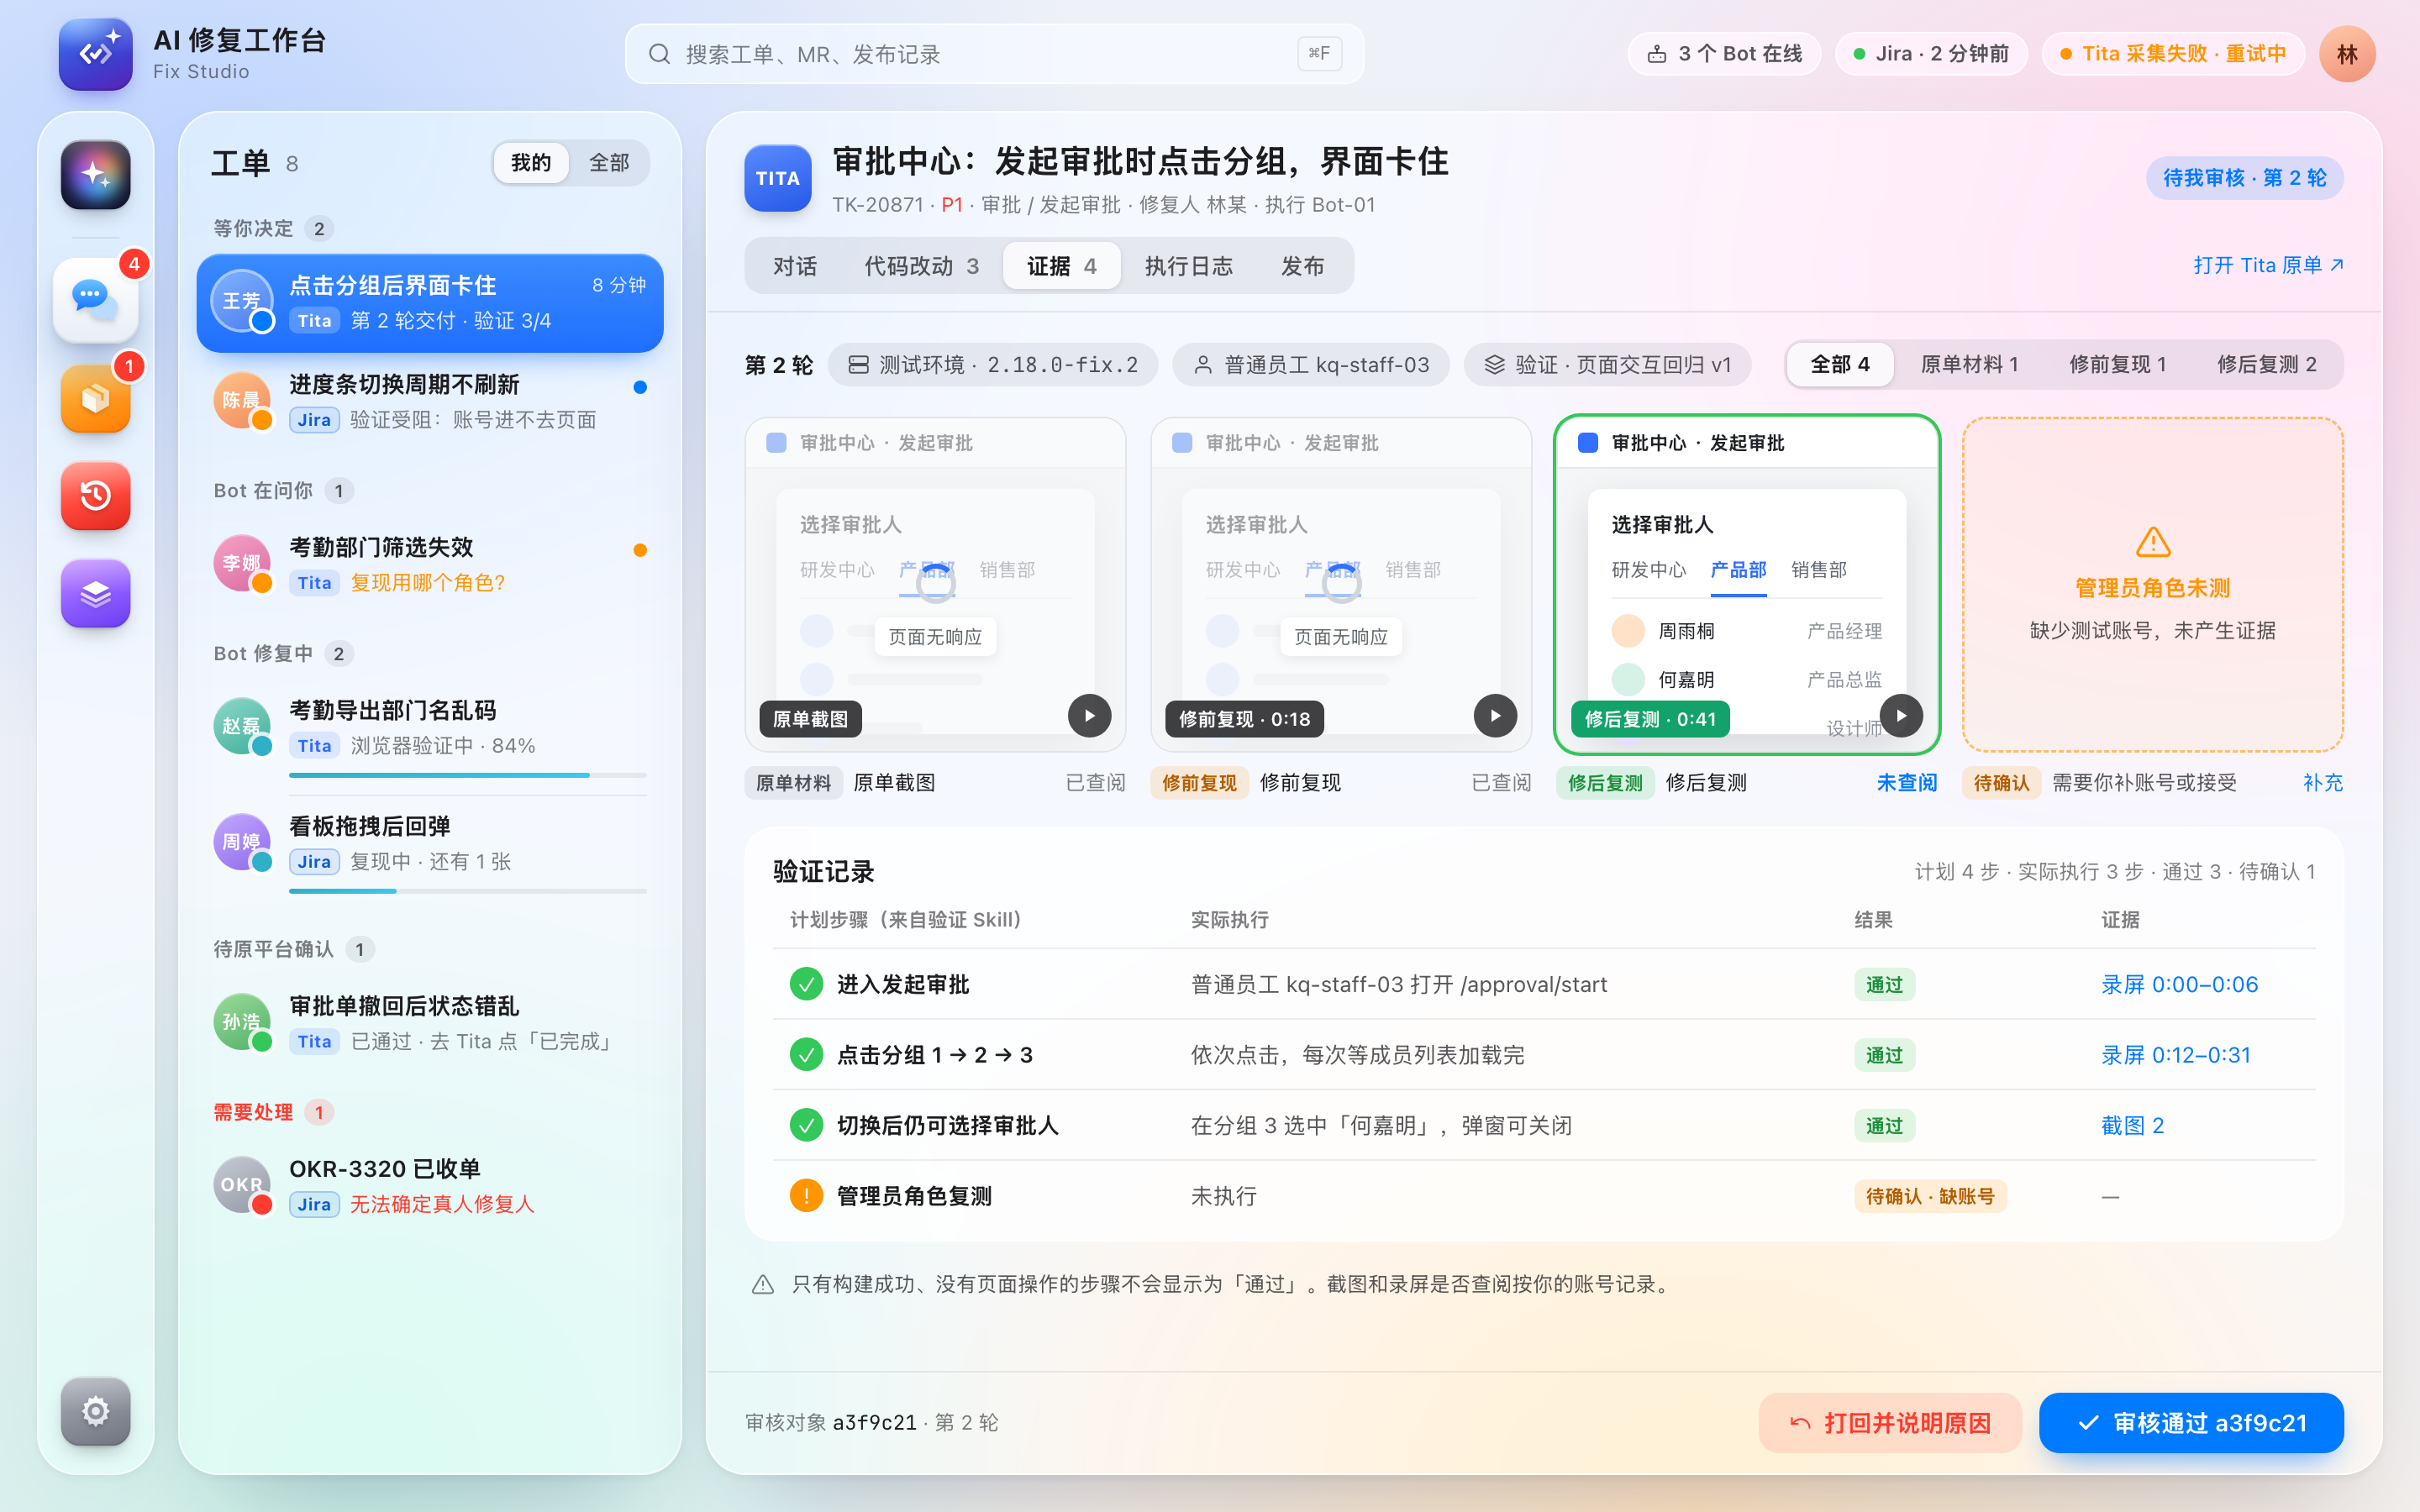 AI 修复工作台
Fix Studio
搜索工单、MR、发布记录
⌘F
3 个 Bot 在线
Jira · 2 分钟前
Tita 采集失败 · 重试中
林
4
1
工单 8
我的 全部
等你决定 2
王芳
点击分组后界面卡住 8 分钟
Tita 第 2 轮交付 · 验证 3/4
陈晨
进度条切换周期不刷新
Jira 验证受阻：账号进不去页面
Bot 在问你 1
李娜
考勤部门筛选失效
Tita 复现用哪个角色?
Bot 修复中 2
赵磊
考勤导出部门名乱码
Tita 浏览器验证中 · 84%
周婷
看板拖拽后回弹
Jira 复现中 · 还有 1 张
待原平台确认 1
孙浩
审批单撤回后状态错乱
Tita 已通过 · 去 Tita 点「已完成」
需要处理 1
OKR
OKR-3320 已收单
Jira 无法确定真人修复人
TITA
审批中心：发起审批时点击分组，界面卡住
TK-20871 · P1 · 审批 / 发起审批 · 修复人 林某 · 执行 Bot-01
待我审核 · 第 2 轮
对话 代码改动 3 证据 4 执行日志 发布
打开 Tita 原单 ↗
第 2 轮 测试环境 · 2.18.0-fix.2 普通员工 kq-staff-03 验证 · 页面交互回归 v1
全部 4 原单材料 1 修前复现 1 修后复测 2
审批中心 · 发起审批
选择审批人
研发中心 产品部 销售部
页面无响应
原单截图
原单材料 原单截图 已查阅
审批中心 · 发起审批
选择审批人
研发中心 产品部 销售部
页面无响应
修前复现 · 0:18
修前复现 修前复现 已查阅
审批中心 · 发起审批
选择审批人
研发中心 产品部 销售部
周雨桐 产品经理
何嘉明 产品总监
设计师
修后复测 · 0:41
修后复测 修后复测 未查阅
管理员角色未测
缺少测试账号，未产生证据
待确认 需要你补账号或接受 补充
验证记录
计划 4 步 · 实际执行 3 步 · 通过 3 · 待确认 1
计划步骤（来自验证 Skill） 实际执行 结果 证据
进入发起审批 普通员工 kq-staff-03 打开 /approval/start 通过 录屏 0:00–0:06
点击分组 1 → 2 → 3 依次点击，每次等成员列表加载完 通过 录屏 0:12–0:31
切换后仍可选择审批人 在分组 3 选中「何嘉明」，弹窗可关闭 通过 截图 2
管理员角色复测 未执行 待确认 · 缺账号 —
只有构建成功、没有页面操作的步骤不会显示为「通过」。截图和录屏是否查阅按你的账号记录。
审核对象 a3f9c21 · 第 2 轮
打回并说明原因
审核通过 a3f9c21